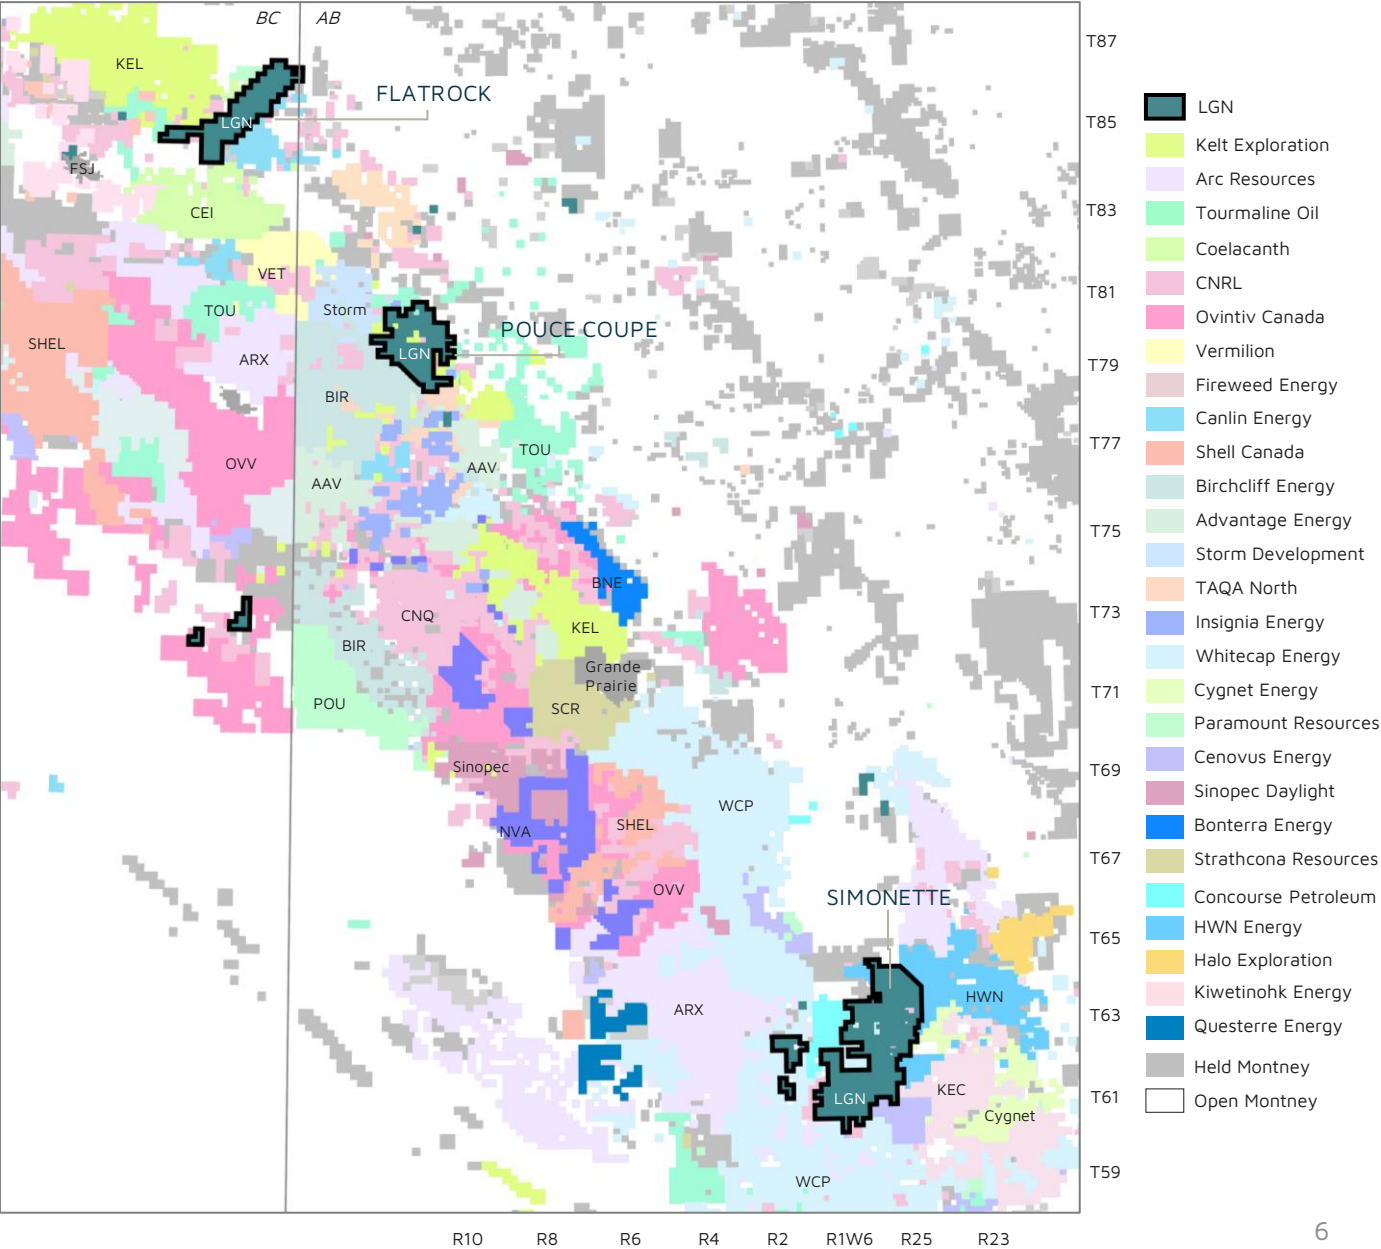 BC AB
KEL
FLATROCK
LGN
FSJ
CEI
VET
TOU
Storm
SHEL
ARX
POUCE COUPE
LGN
BIR
TOU
OVV
AAV
AAV
BNE
CNQ
KEL
BIR
Grande
Prairie
POU
SCR
Sinopec
WCP
NVA
SHEL
OVV
SIMONETTE
HWN
ARX
KEC
LGN
Cygnet
WCP
T87
T85
T83
T81
T79
T77
T75
T73
T71
T69
T67
T65
T63
T61
T59
R10 R8 R6 R4 R2 R1W6 R25 R23
LGN
Kelt Exploration
Arc Resources
Tourmaline Oil
Coelacanth
CNRL
Ovintiv Canada
Vermilion
Fireweed Energy
Canlin Energy
Shell Canada
Birchcliff Energy
Advantage Energy
Storm Development
TAQA North
Insignia Energy
Whitecap Energy
Cygnet Energy
Paramount Resources
Cenovus Energy
Sinopec Daylight
Bonterra Energy
Strathcona Resources
Concourse Petroleum
HWN Energy
Halo Exploration
Kiwetinohk Energy
Questerre Energy
Held Montney
Open Montney
6